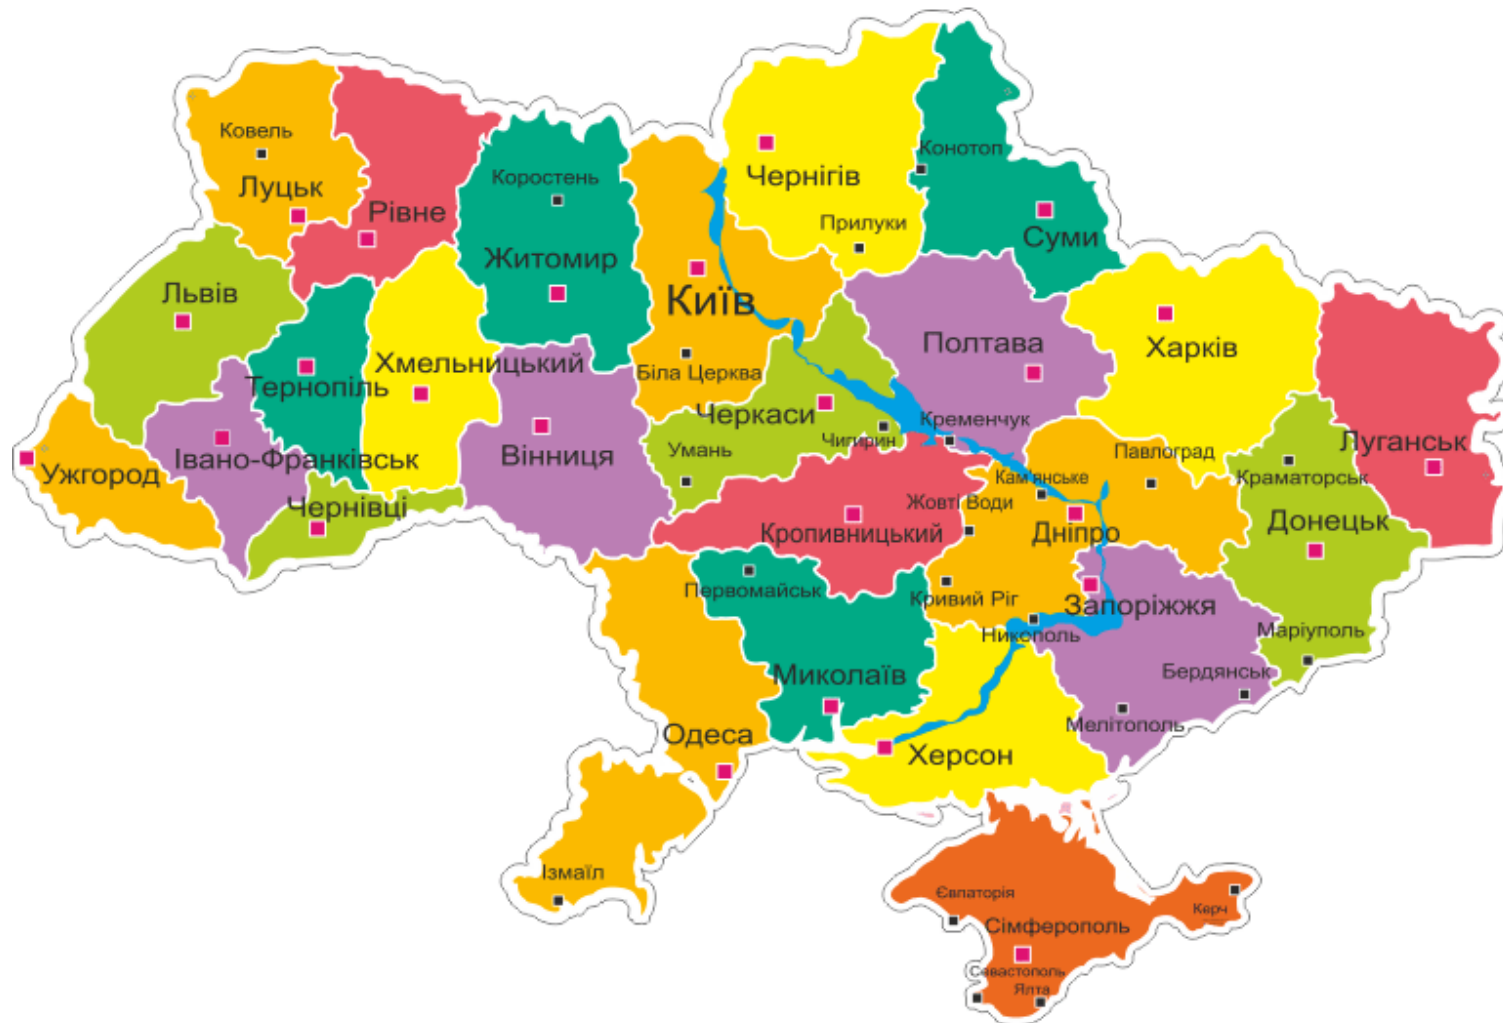 Ковель
Луцьк
Рівне
Коростень
Житомир
Київ
Біла Церква
Чернігів
Прилуки
Конотоп
Суми
Львів
Тернопіль
Хмельницький
Вінниця
Ужгород
Івано-Франківськ
Чернівці
Черкаси
Умань
Чигирин
Полтава
Кременчук
Харків
Луганськ
Краматорськ
Донецьк
Маріуполь
Павлоград
Кам'янське
Жовті Води
Дніпро
Кривий Ріг
Никополь
Кропивницький
Первомайськ
Миколаїв
Запоріжжя
Бердянськ
Мелітополь
Одеса
Ізмаїл
Херсон
Євпаторія
Сімферополь
Керч
Севастополь
Ялта